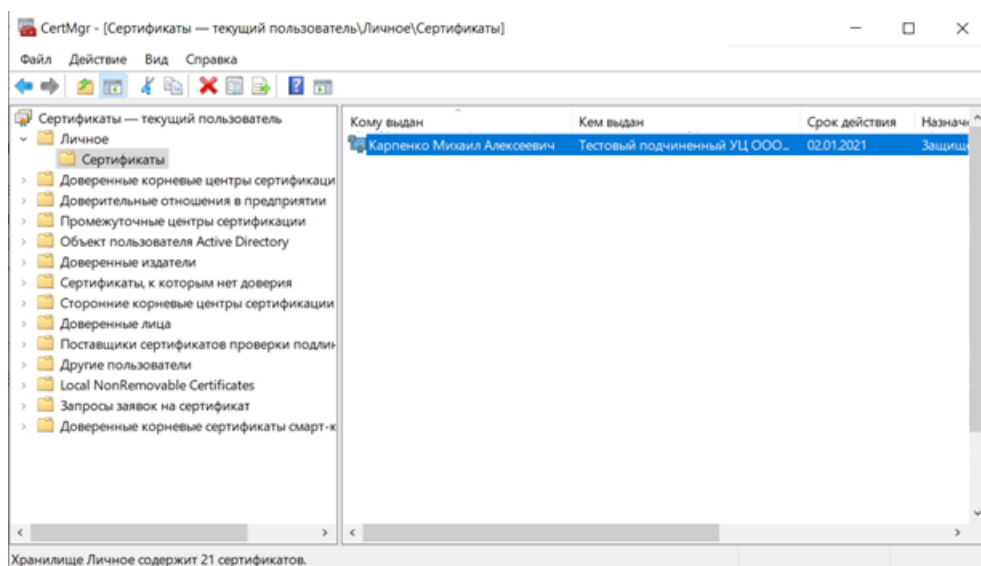 CertMgr - [Сертификаты — текущий пользователь\Личное\Сертификаты]
Файл Действие Вид Справка
Сертификаты — текущий пользователь
Личное
Сертификаты
Доверенные корневые центры сертификаци
Доверительные отношения в предприятии
Промежуточные центры сертификации
Объект пользователя Active Directory
Доверенные издатели
Сертификаты, к которым нет доверия
Сторонние корневые центры сертификации
Доверенные лица
Поставщики сертификатов проверки подлин
Другие пользователи
Local NonRemovable Certificates
Запросы заявок на сертификат
Доверенные корневые сертификаты смарт-к
Кому выдан Кем выдан Срок действия Назначе
Карпенко Михаил Алексеевич Тестовый подчиненный УЦ ООО... 02.01.2021 Защище
Хранилище Личное содержит 21 сертификатов.